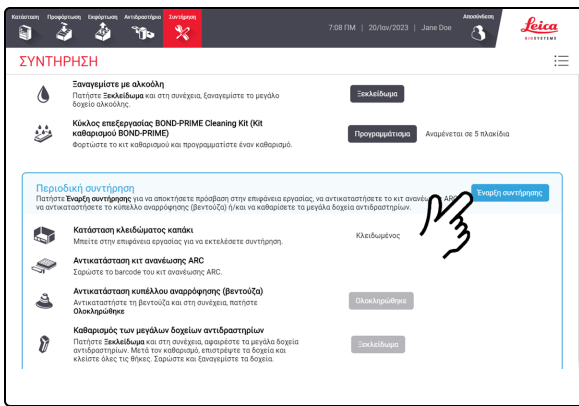 Κατάσταση Προφόρτωση Εκφόρτωση Αντιδραστήρια Συντήρηση
7:08 ΠΜ | 20/Ιαν/2023 | Jane Doe
Αποσύνδεση
Leica
BIOSYSTEMS
ΣΥΝΤΗΡΗΣΗ
Ξαναγεμίστε με αλκοόλη
Πατήστε Ξεκλείδωμα και στη συνέχεια, ξαναγεμίστε το μεγάλο
δοχείο αλκοόλης.
Ξεκλείδωμα
Κύκλος επεξεργασίας BOND-PRIME Cleaning Kit (Kit
καθαρισμού BOND-PRIME)
Φορτώστε το κιτ καθαρισμού και προγραμματίστε έναν καθαρισμό.
Προγραμμάτισμα
Αναμένεται σε 5 πλακίδια
Περιοδική συντήρηση
Πατήστε Έναρξη συντήρησης για να αποκτήσετε πρόσβαση στην επιφάνεια εργασίας, να αντικαταστήσετε το κιτ ανανέωσης ARC,
να αντικαταστήσετε το κύπελλο αναρρόφησης (βεντούζα) ή/και να καθαρίσετε τα μεγάλα δοχεία αντιδραστηρίων.
Έναρξη συντήρησης
Κατάσταση κλειδώματος καπάκι
Μπείτε στην επιφάνεια εργασίας για να εκτελέσετε συντήρηση.
Κλειδωμένος
Αντικατάσταση κιτ ανανέωσης ARC
Σαρώστε το barcode του κιτ ανανέωσης ARC.
Αντικατάσταση κυπέλλου αναρρόφησης (βεντούζα)
Αντικαταστήστε τη βεντούζα και στη συνέχεια, πατήστε
Ολοκληρώθηκε
Ολοκληρώθηκε
Καθαρισμός των μεγάλων δοχείων αντιδραστηρίων
Πατήστε Ξεκλείδωμα και στη συνέχεια, αφαιρέστε τα μεγάλα δοχεία
αντιδραστηρίων. Μετά τον καθαρισμό, επιστρέψτε τα δοχεία και
κλείστε όλες τις θήκες. Σαρώστε και ξαναγεμίστε τα δοχεία.
Ξεκλείδωμα